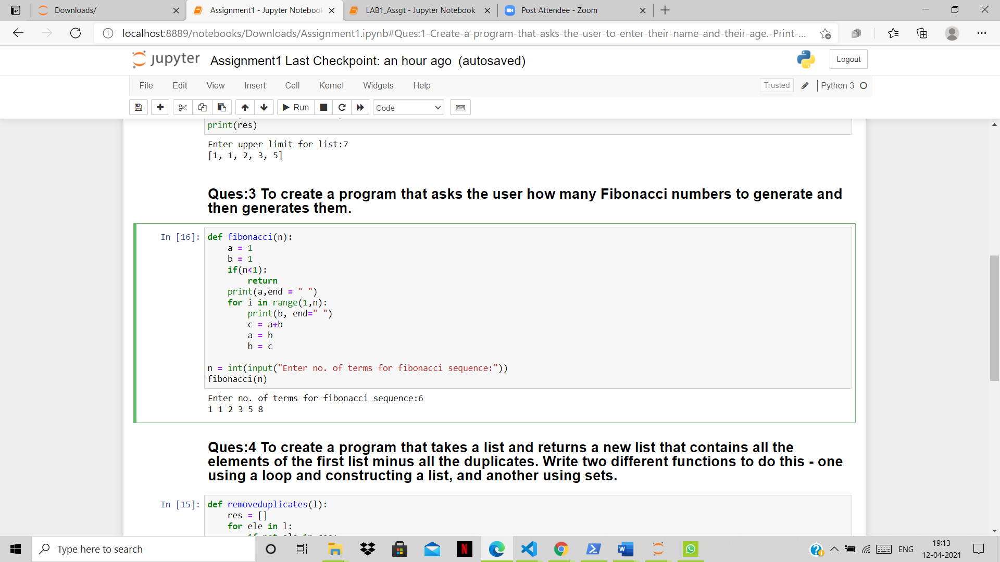 Downloads/
Assignment1 - Jupyter Notebook
LAB1_Assgt - Jupyter Notebook
Post Attendee - Zoom
localhost:8889/notebooks/Downloads/Assignment1.ipynb#Ques:1-Create-a-program-that-asks-the-user-to-enter-their-name-and-their-age.-Print-...
jupyter Assignment1 Last Checkpoint: an hour ago (autosaved)
Logout
File Edit View Insert Cell Kernel Widgets Help
Trusted Python 3
Run Code
print(res)
Enter upper limit for list:7
[1, 1, 2, 3, 5]
Ques:3 To create a program that asks the user how many Fibonacci numbers to generate and
then generates them.
In [16]: def fibonacci(n):
    a = 1
    b = 1
    if(n<1):
        return
    print(a,end = " ")
    for i in range(1,n):
        print(b, end=" ")
        c = a+b
        a = b
        b = c
n = int(input("Enter no. of terms for fibonacci sequence:"))
fibonacci(n)
Enter no. of terms for fibonacci sequence:6
1 1 2 3 5 8
Ques:4 To create a program that takes a list and returns a new list that contains all the
elements of the first list minus all the duplicates. Write two different functions to do this - one
using a loop and constructing a list, and another using sets.
In [15]: def removeduplicates(l):
    res = []
    for ele in l:
Type here to search
ENG
19:13
12-04-2021